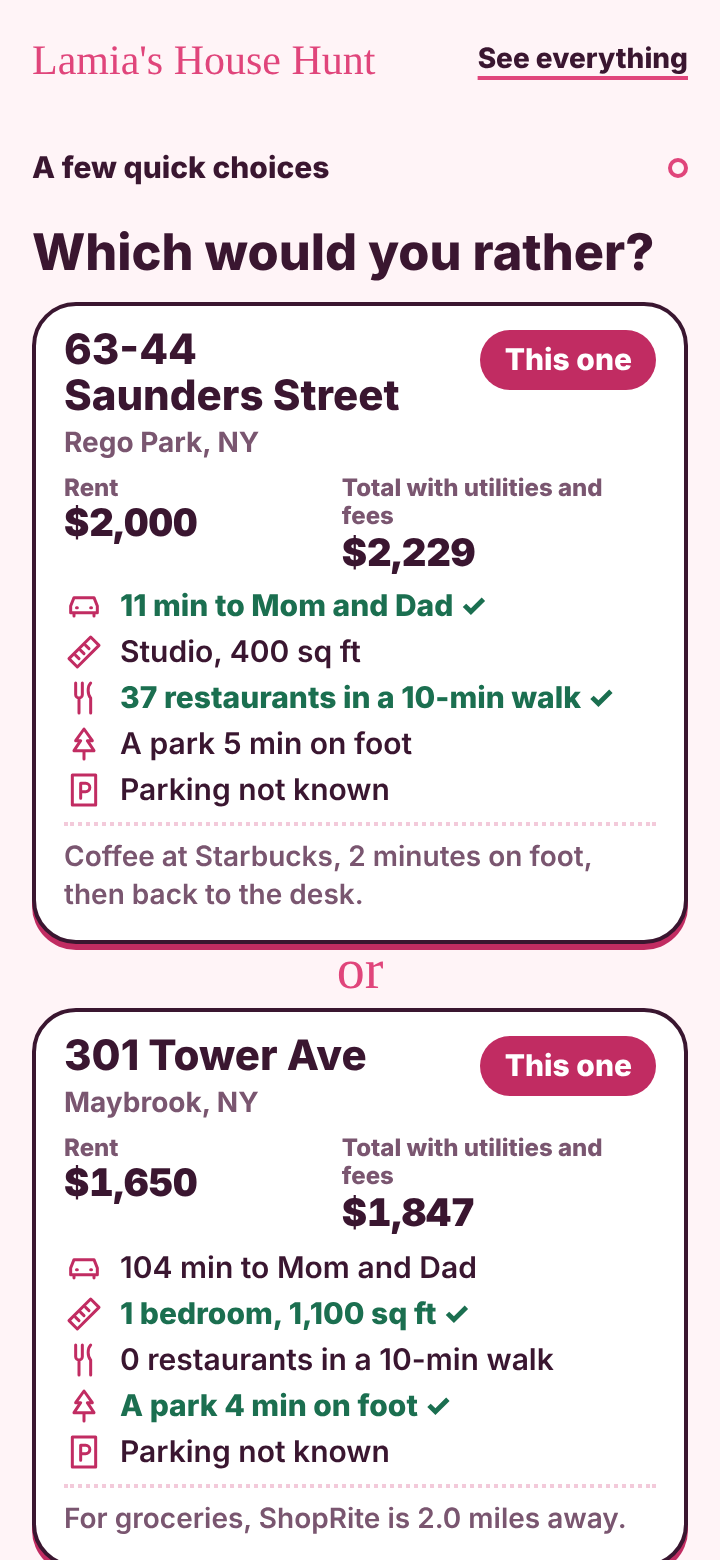 Lamia's House Hunt
See everything
A few quick choices
Which would you rather?
63-44
Saunders Street
This one
Rego Park, NY
Rent
$2,000
Total with utilities and
fees
$2,229
11 min to Mom and Dad ✓
Studio, 400 sq ft
37 restaurants in a 10-min walk ✓
A park 5 min on foot
P
Parking not known
Coffee at Starbucks, 2 minutes on foot,
then back to the desk.
or
301 Tower Ave
This one
Maybrook, NY
Rent
$1,650
Total with utilities and
fees
$1,847
104 min to Mom and Dad
1 bedroom, 1,100 sq ft ✓
0 restaurants in a 10-min walk
A park 4 min on foot ✓
P
Parking not known
For groceries, ShopRite is 2.0 miles away.